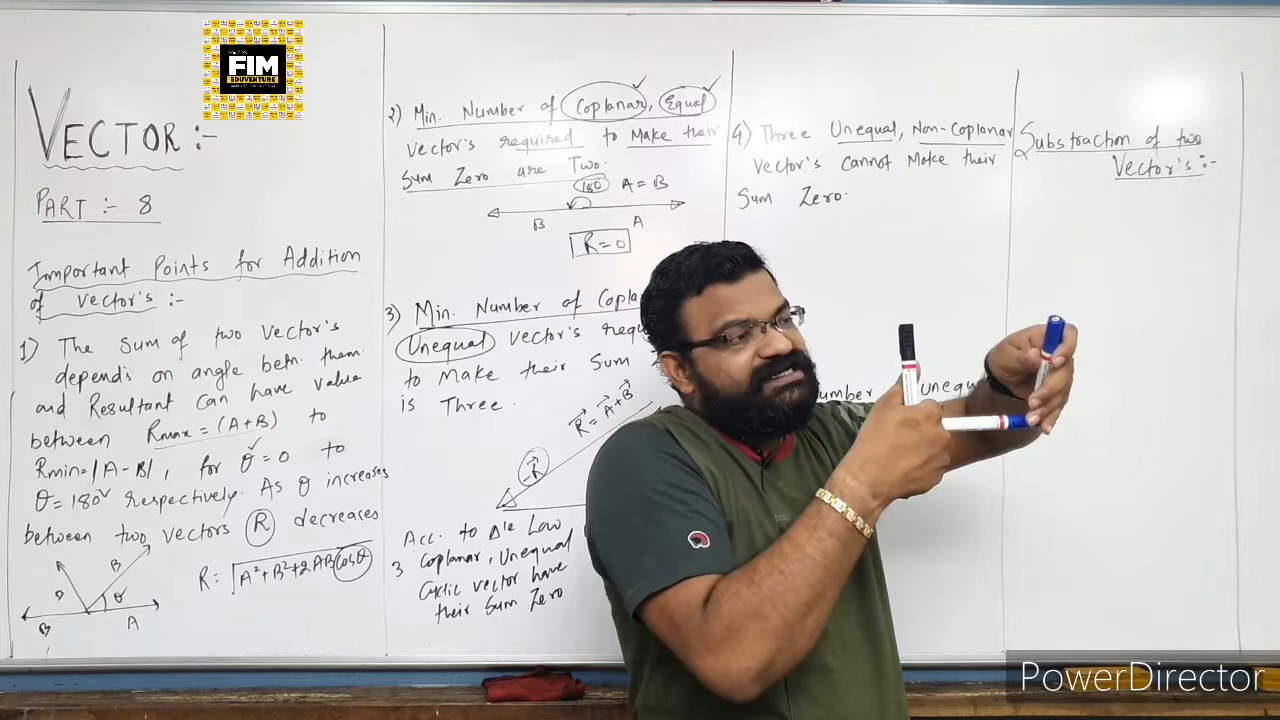 FIM
EDUVENTURE
VECTOR :-
PART :- 8
Important Points for Addition
of Vector's :-
1) The Sum of two Vector's
depends on angle betn. them.
and Resultant can have value
between Rmax = (A+B) to
Rmin=|A-B|, for θ=0 to
θ=180 respectively. As θ increases
between two vectors R decreases
B
θ
B
A
R= √A²+B²+2AB cosθ
2) Min. Number of Coplanar, Equal
Vector's required to Make their
Sum Zero are Two.
180 A=B
B A
R=0
3) Min. Number of Copla
Unequal Vector's requ
to Make their Sum
is Three.
R=A+B
-R
Acc. to Δle Law
3 Coplanar, Unequal
Cyclic vector have
their Sum Zero
4) Three Unequal, Non-Coplanar
Vector's Cannot Make their
Sum Zero.
umber unequ
Substraction of two
Vector's :-
PowerDirector